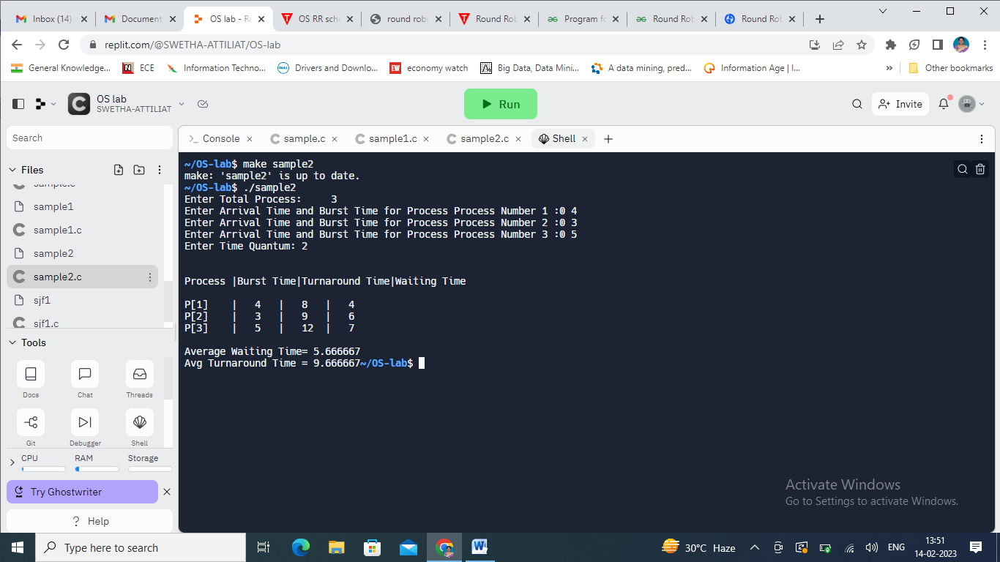 Inbox (14)
Document
OS lab - Re
OS RR sche
round robi
Round Rob
Program fo
Round Rob
Round Rob
replit.com/@SWETHA-ATTILIAT/OS-lab
General Knowledge...
ECE
Information Techno...
Drivers and Downlo...
economy watch
Big Data, Data Mini...
A data mining, pred...
Information Age | I...
Other bookmarks
OS lab
SWETHA-ATTILIAT
Run
Invite
Search
Console
sample.c
sample1.c
sample2.c
Shell
Files
sample.c
sample1
sample1.c
sample2
sample2.c
sjf1
sjf1.c
Tools
Docs
Chat
Threads
Git
Debugger
Shell
CPU
RAM
Storage
Try Ghostwriter
? Help
~/OS-lab$ make sample2
make: 'sample2' is up to date.
~/OS-lab$ ./sample2
Enter Total Process: 3
Enter Arrival Time and Burst Time for Process Process Number 1 :0 4
Enter Arrival Time and Burst Time for Process Process Number 2 :0 3
Enter Arrival Time and Burst Time for Process Process Number 3 :0 5
Enter Time Quantum: 2
Process |Burst Time|Turnaround Time|Waiting Time
P[1] | 4 | 8 | 4
P[2] | 3 | 9 | 6
P[3] | 5 | 12 | 7
Average Waiting Time= 5.666667
Avg Turnaround Time = 9.666667~/OS-lab$
Activate Windows
Go to Settings to activate Windows.
Type here to search
30°C Haze
ENG
13:51
14-02-2023